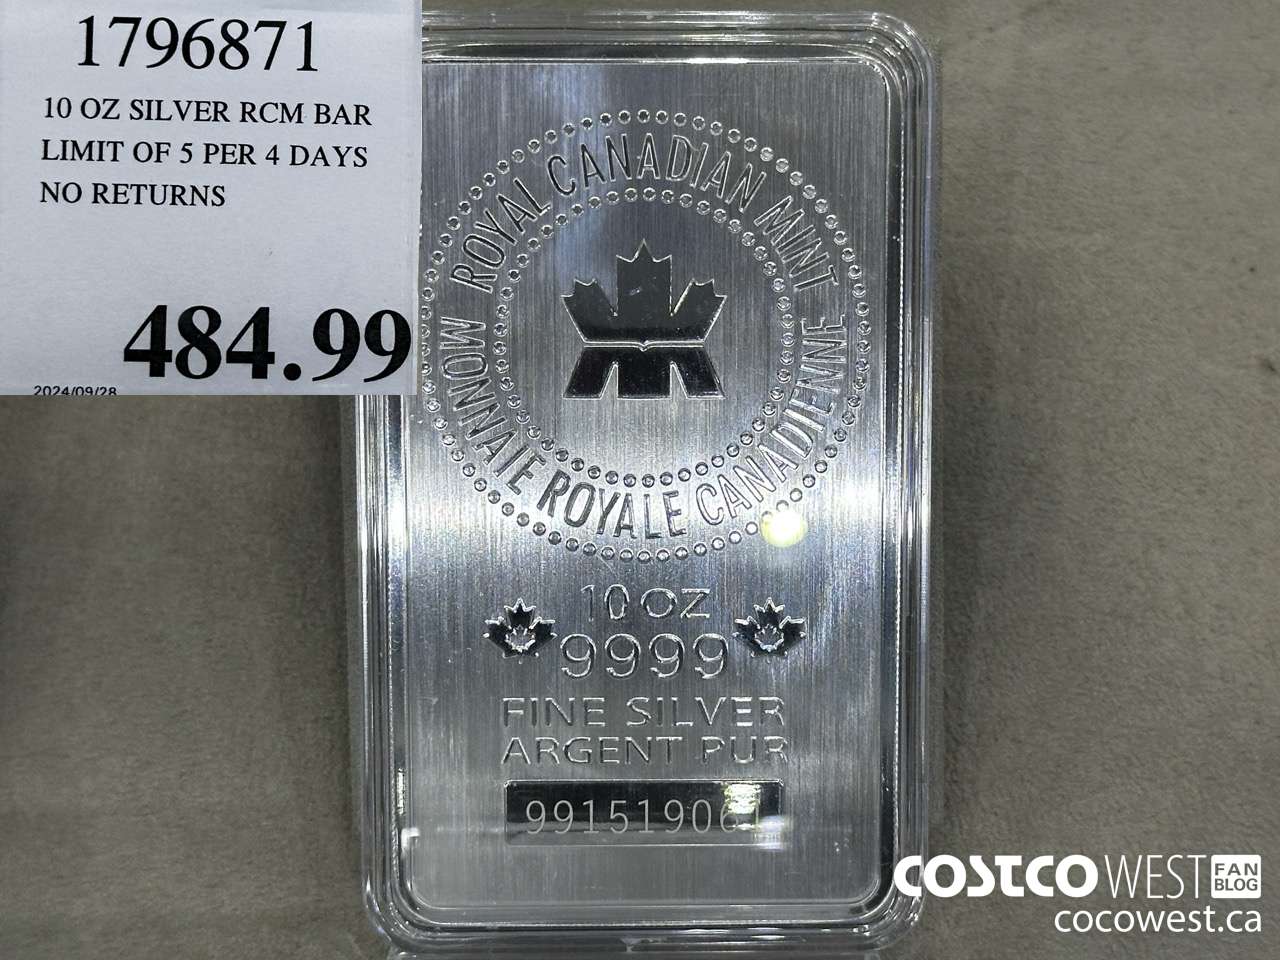 1796871
10 OZ SILVER RCM BAR
LIMIT OF 5 PER 4 DAYS
NO RETURNS
484.99
2024/09/28
ROYAL CANADIAN MINT
MONNAIE ROYALE CANADIENNE
10 OZ
9999
FINE SILVER
ARGENT PUR
991519061
COSTCO WEST FAN BLOG
cocowest.ca